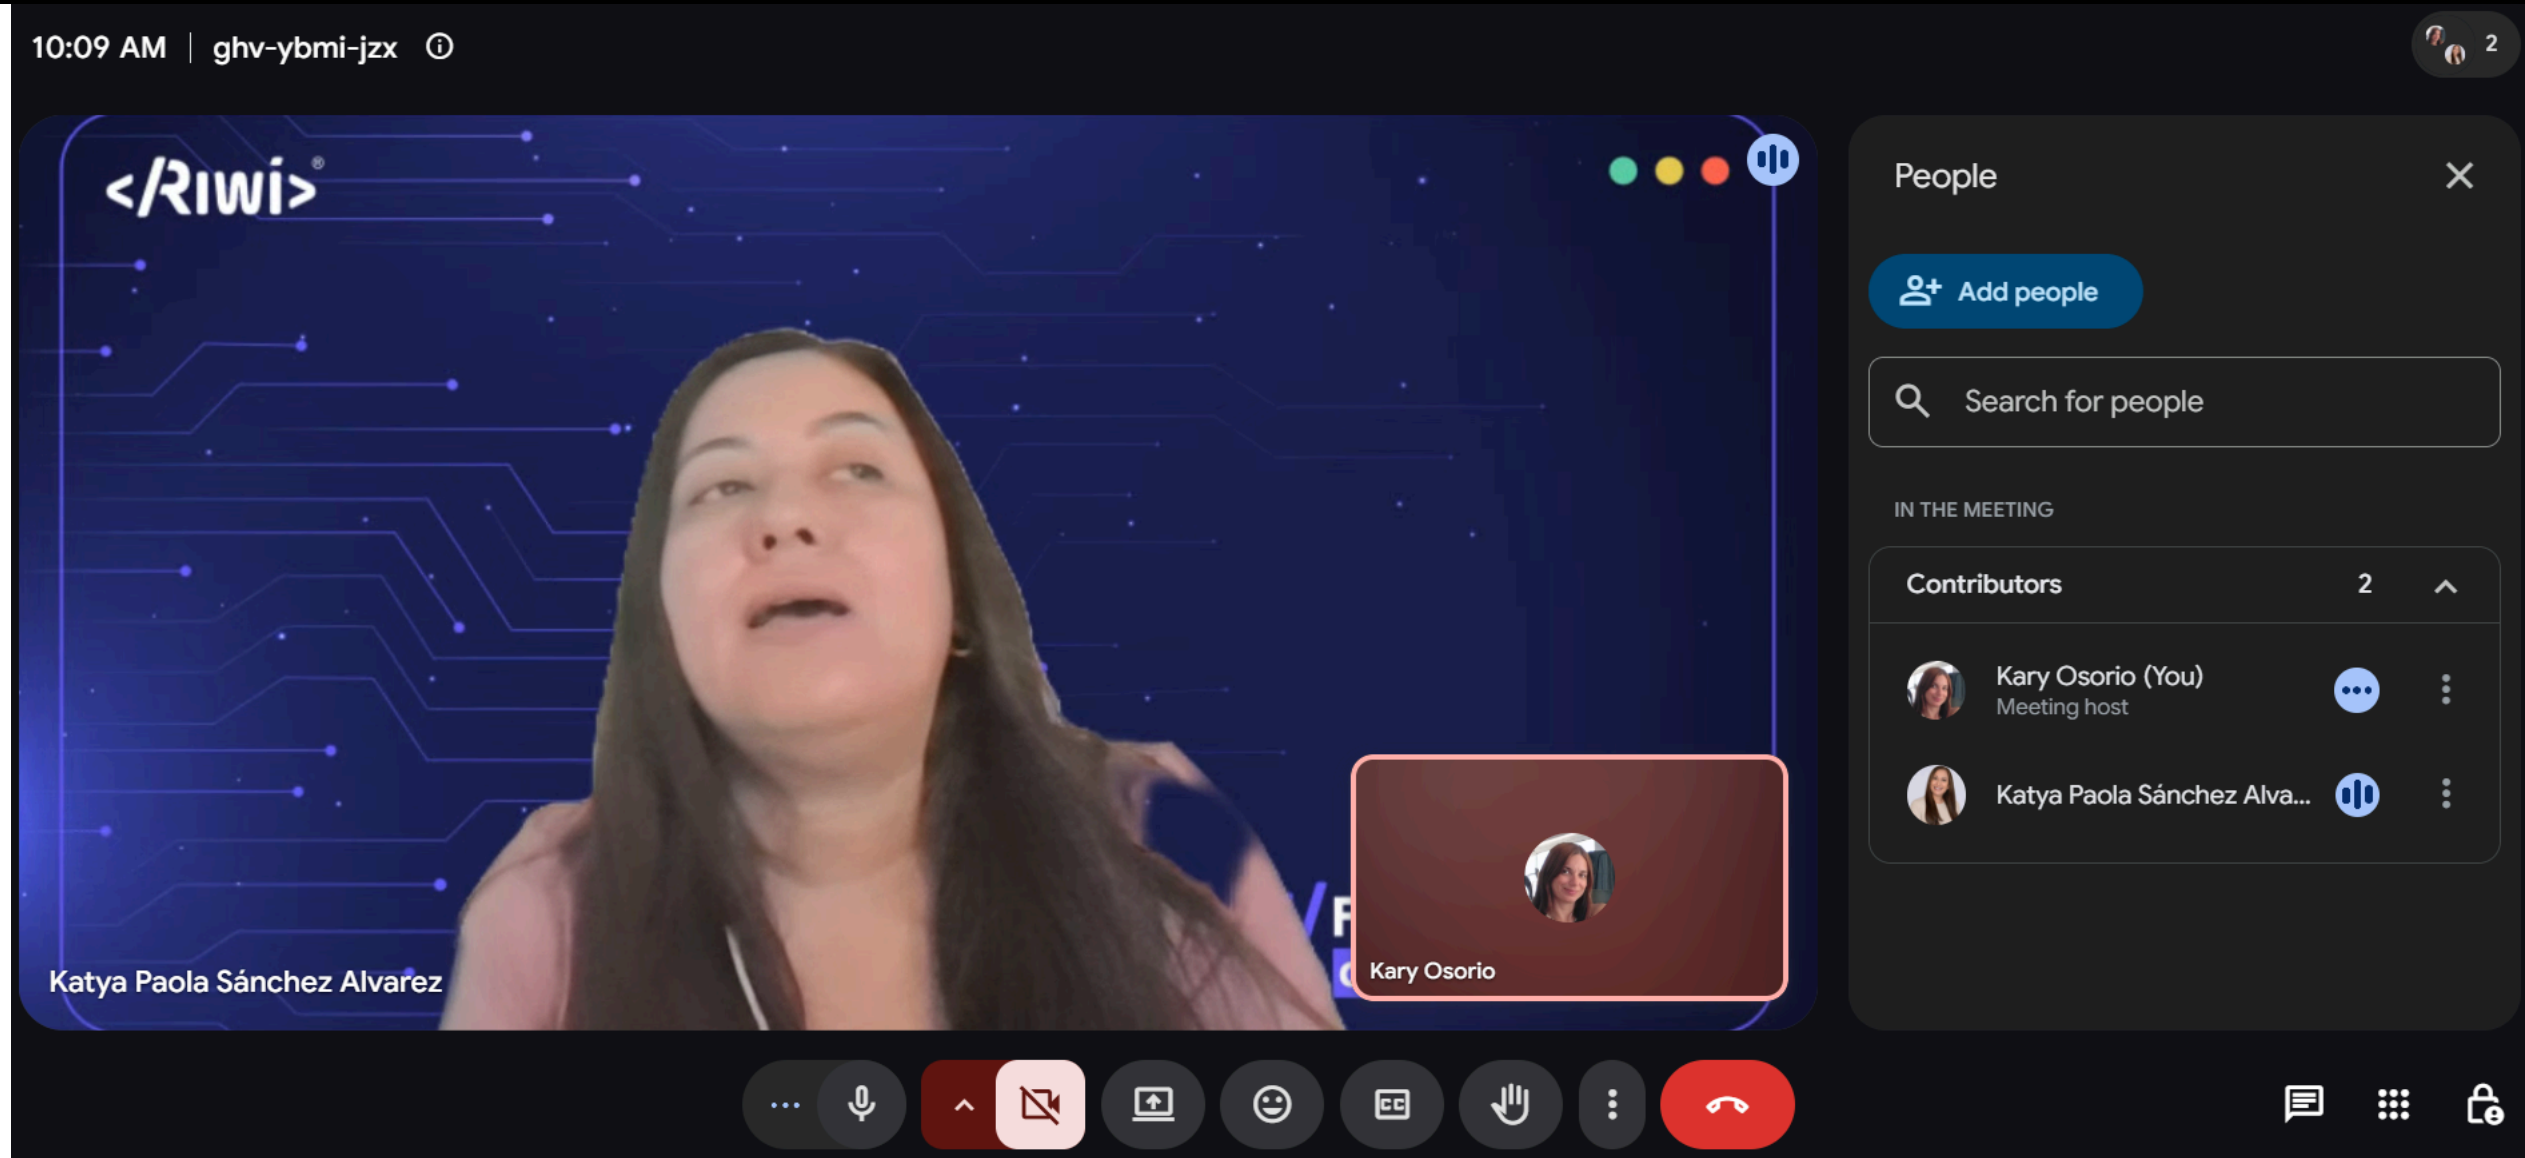 10:09 AM | ghv-ybmi-jzx
2
</RIWI>®
People
Add people
Search for people
IN THE MEETING
Contributors 2
Kary Osorio (You)
Meeting host
Katya Paola Sánchez Alva...
Kary Osorio
Katya Paola Sánchez Alvarez
CC